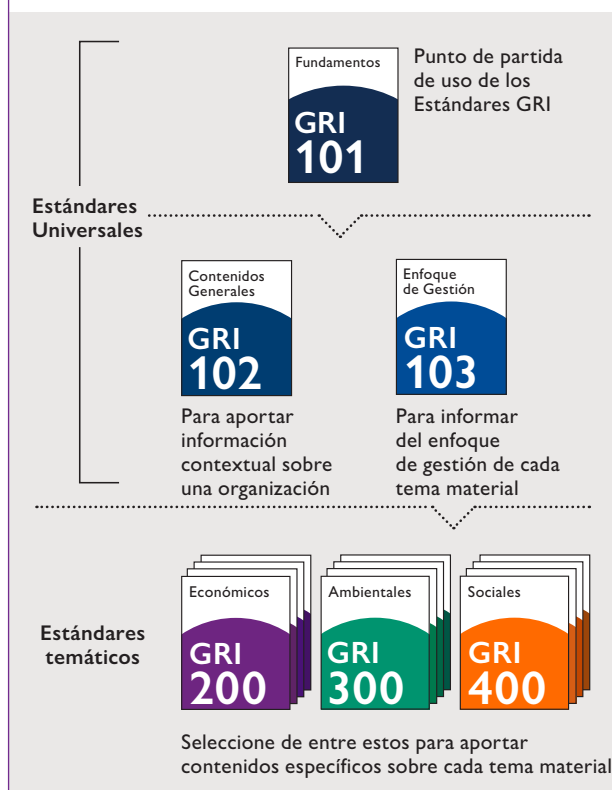 Fundamentos
GRI
101
Punto de partida
de uso de los
Estándares GRI
Estándares
Universales
Contenidos
Generales
GRI
102
Para aportar
información
contextual sobre
una organización
Enfoque
de Gestión
GRI
103
Para informar
del enfoque
de gestión de cada
tema material
Estándares
temáticos
Económicos
GRI
200
Ambientales
GRI
300
Sociales
GRI
400
Seleccione de entre estos para aportar
contenidos específicos sobre cada tema material